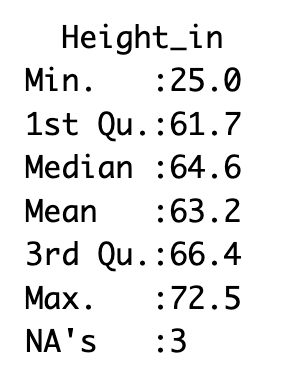 Height_in
Min.   :25.0
1st Qu.:61.7
Median :64.6
Mean   :63.2
3rd Qu.:66.4
Max.   :72.5
NA's   :3